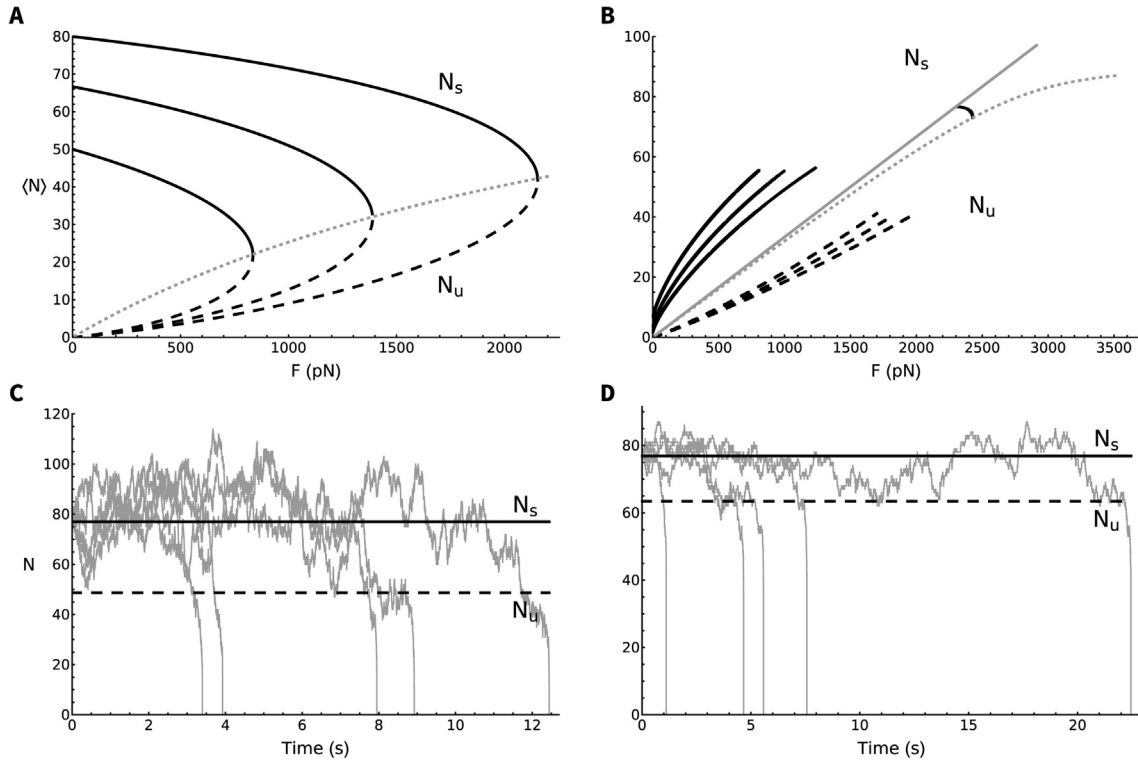 A
80
70
60
50
⟨N⟩ 40
30
20
10
0
0 500 1000 1500 2000
F (pN)
Ns
Nu
B
100
80
60
40
20
0
0 500 1000 1500 2000 2500 3000 3500
F (pN)
Ns
Nu
C
120
100
80
60
40
20
0
N
0 2 4 6 8 10 12
Time (s)
Ns
Nu
D
80
60
40
20
0
0 5 10 15 20
Time (s)
Ns
Nu